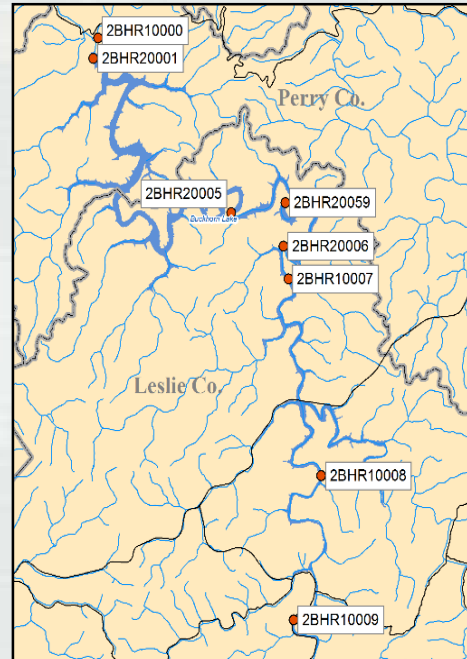 2BHR10000
2BHR20001
Perry Co.
2BHR20005
2BHR20059
Buckhorn Lake
2BHR20006
2BHR10007
Leslie Co.
2BHR10008
2BHR10009